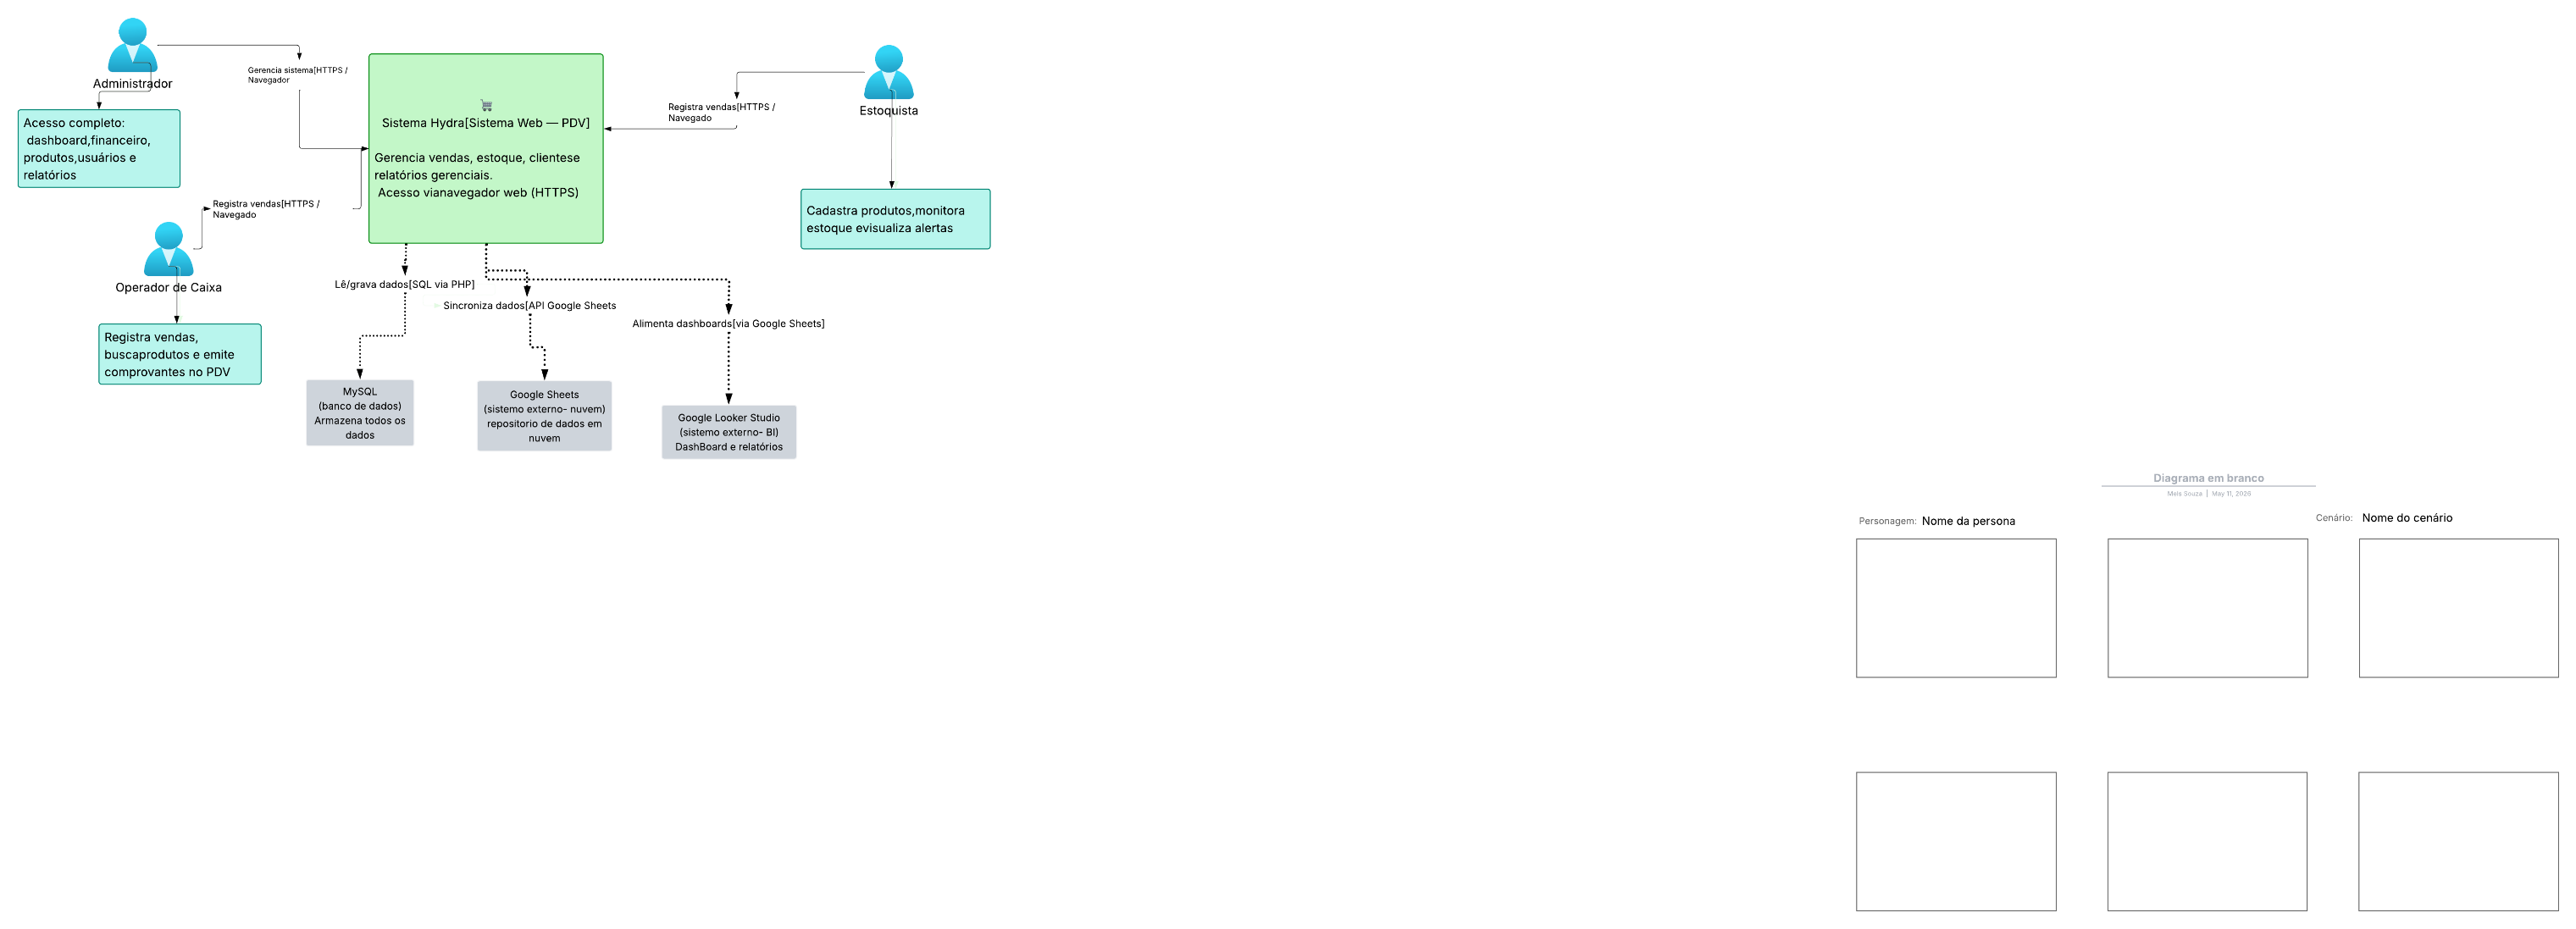 Administrador
Gerencia sistema[HTTPS /
Navegador
Acesso completo:
dashboard,financeiro,
produtos,usuários e
relatórios
Registra vendas[HTTPS /
Navegado
Operador de Caixa
Registra vendas,
buscaprodutos e emite
comprovantes no PDV
Sistema Hydra[Sistema Web — PDV]
Gerencia vendas, estoque, clientese
relatórios gerenciais.
Acesso vianavegador web (HTTPS)
Registra vendas[HTTPS /
Navegado
Estoquista
Cadastra produtos,monitora
estoque evisualiza alertas
Lê/grava dados[SQL via PHP]
Sincroniza dados[API Google Sheets
Alimenta dashboards[via Google Sheets]
MySQL
(banco de dados)
Armazena todos os
dados
Google Sheets
(sistemo externo- nuvem)
repositorio de dados em
nuvem
Google Looker Studio
(sistemo externo- BI)
DashBoard e relatórios
Diagrama em branco
Meis Souza | May 11, 2026
Personagem: Nome da persona
Cenário: Nome do cenário